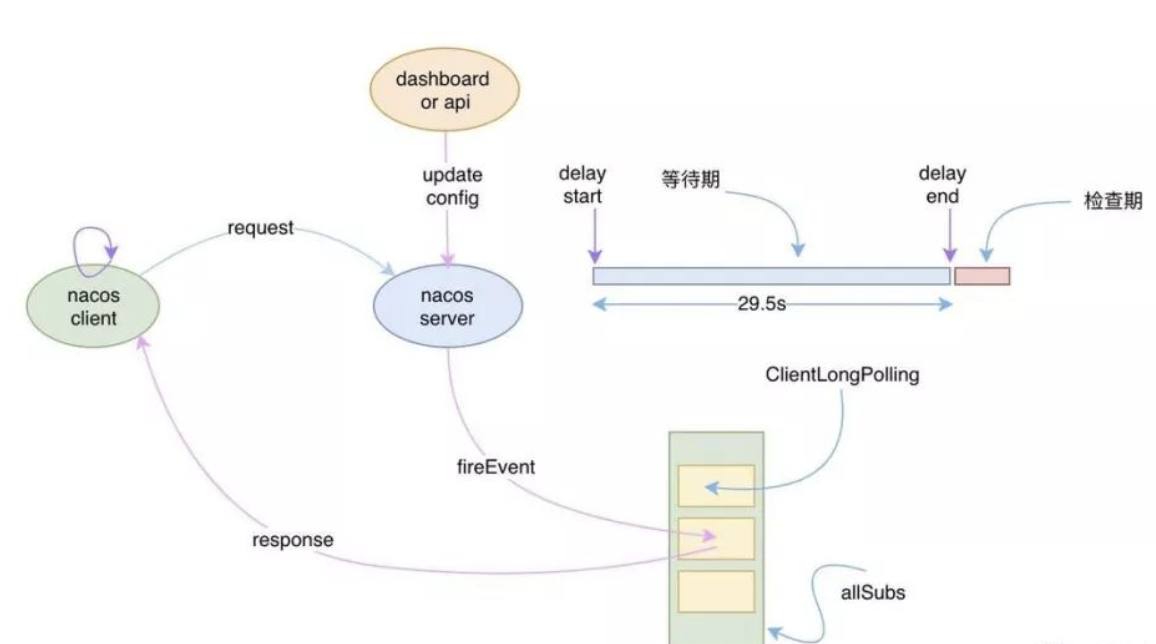 dashboard
or api
update
config
delay
start
等待期
delay
end
检查期
request
nacos
client
nacos
server
29.5s
ClientLongPolling
fireEvent
response
allSubs